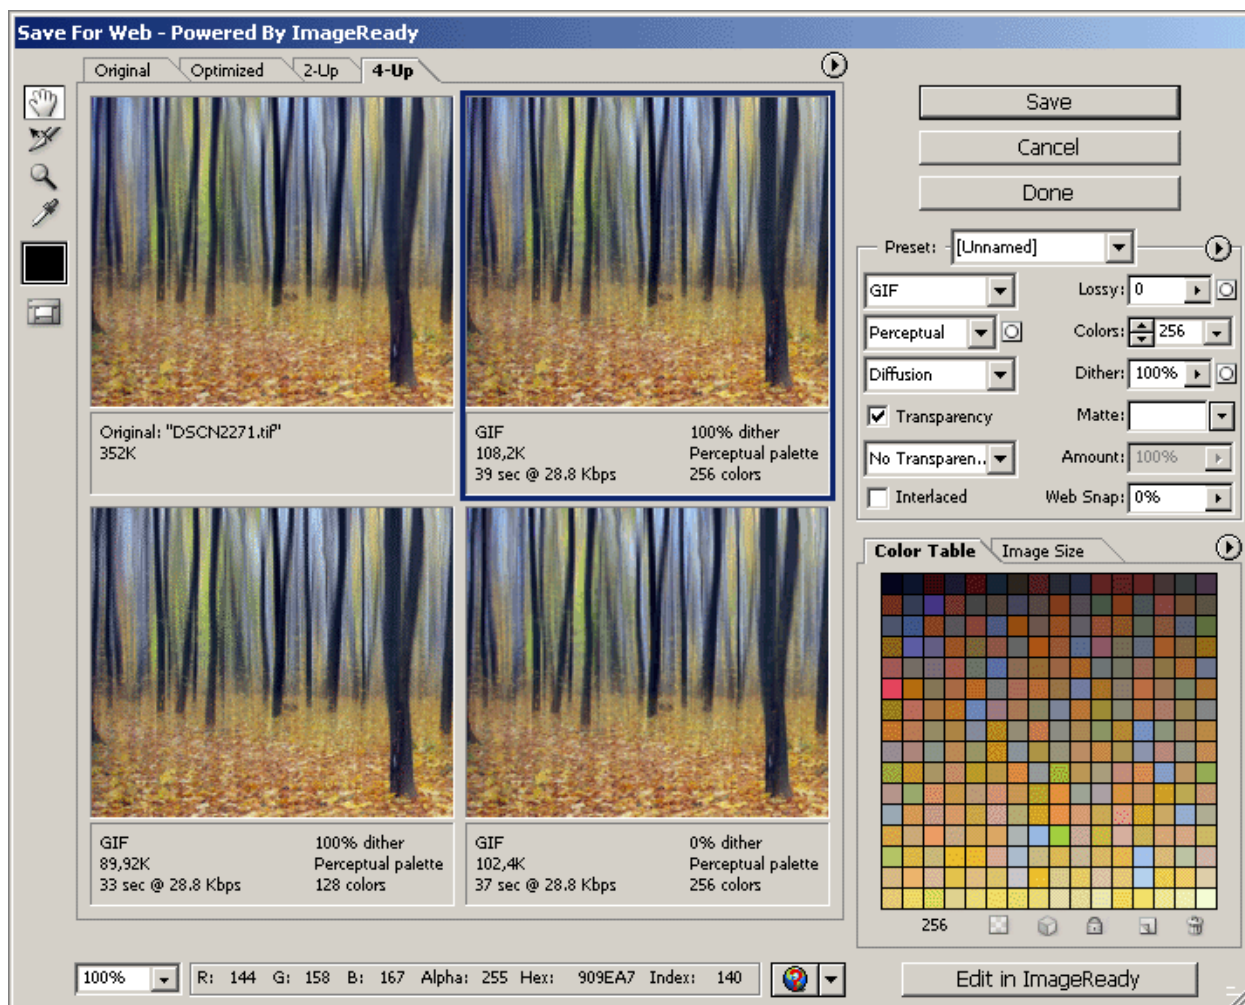 Save For Web - Powered By ImageReady
Original Optimized 2-Up 4-Up
Save
Cancel
Done
Preset: [Unnamed]
GIF Lossy: 0
Perceptual Colors: 256
Diffusion Dither: 100%
Transparency Matte:
No Transparen.. Amount: 100%
Interlaced Web Snap: 0%
Original: "DSCN2271.tif"
352K
GIF 100% dither
108,2K Perceptual palette
39 sec @ 28.8 Kbps 256 colors
Color Table Image Size
GIF 100% dither
89,92K Perceptual palette
33 sec @ 28.8 Kbps 128 colors
GIF 0% dither
102,4K Perceptual palette
37 sec @ 28.8 Kbps 256 colors
256
100% R: 144 G: 158 B: 167 Alpha: 255 Hex: 909EA7 Index: 140
Edit in ImageReady